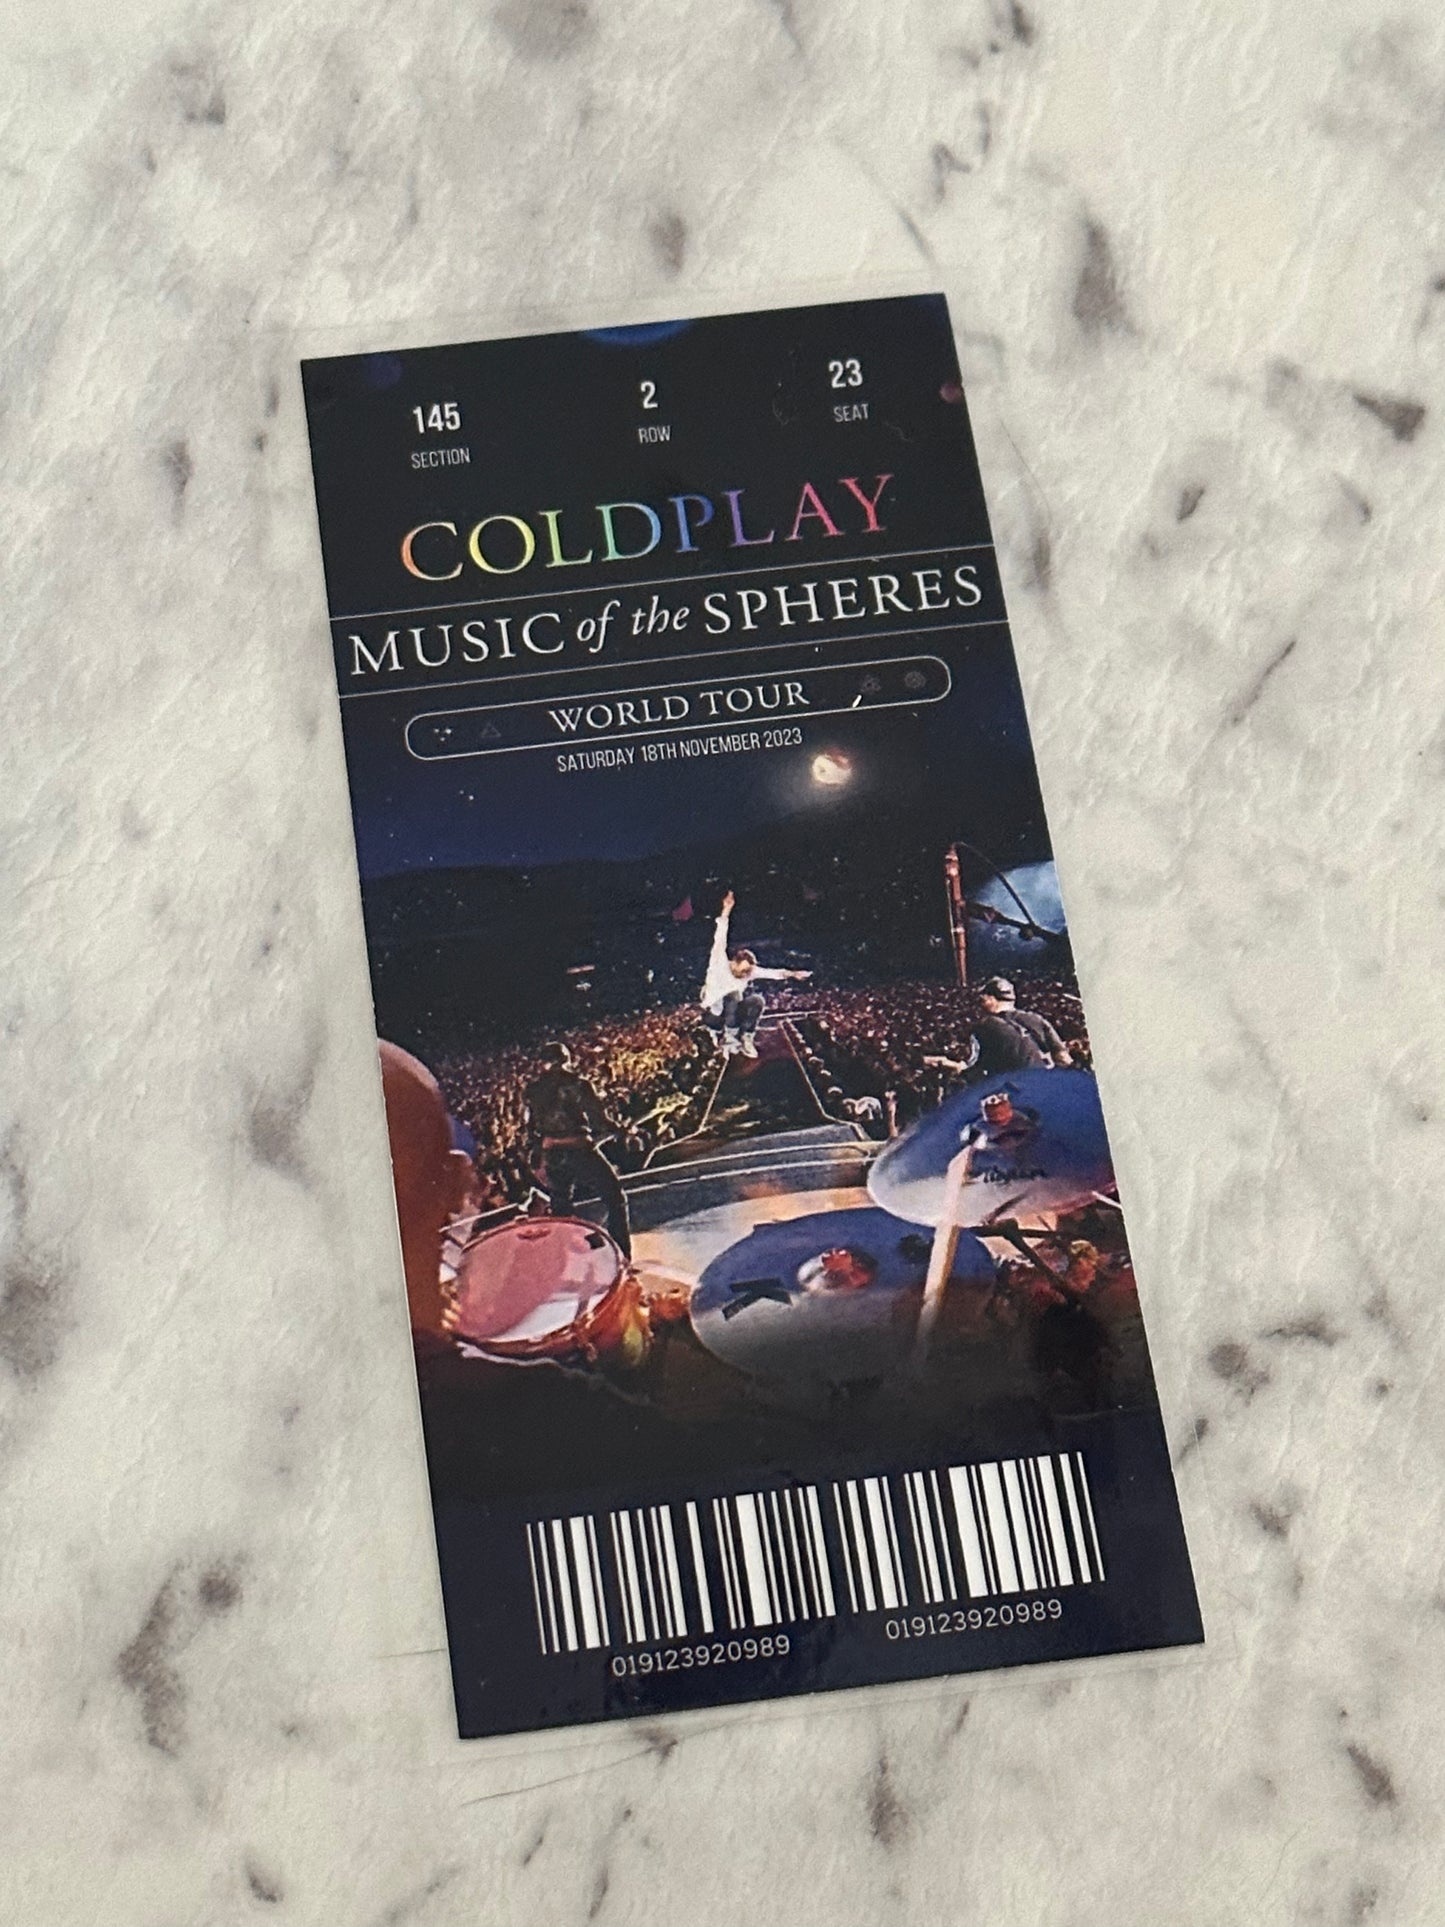 145 2 23
SECTION ROW SEAT
COLDPLAY
MUSIC of the SPHERES
WORLD TOUR
SATURDAY 18TH NOVEMBER 2023
K
019123920989 019123920989